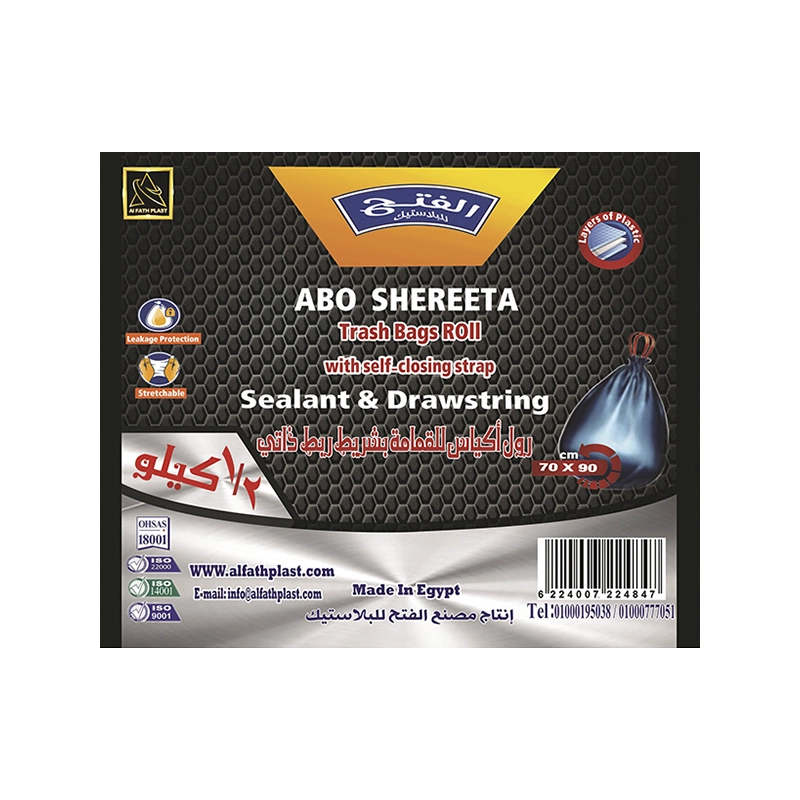 Al FATH PLAST
الفتح
للبلاستيك
Layers of Plastic
ABO SHEREETA
Trash Bags ROll
with self-closing strap
Sealant & Drawstring
رول أكياس للقمامة بشريط ربط ذاتي
Leakage Protection
Stretchable
cm
70 X 90
١/٢ كيلو
OHSAS
18001
ISO
22000
ISO
14001
ISO
9001
www.alfathplast.com
E-mail: info@alfathplast.com
Made In Egypt
إنتاج مصنع الفتح للبلاستيك
6 224007 224847
Tel:01000195038 / 01000777051